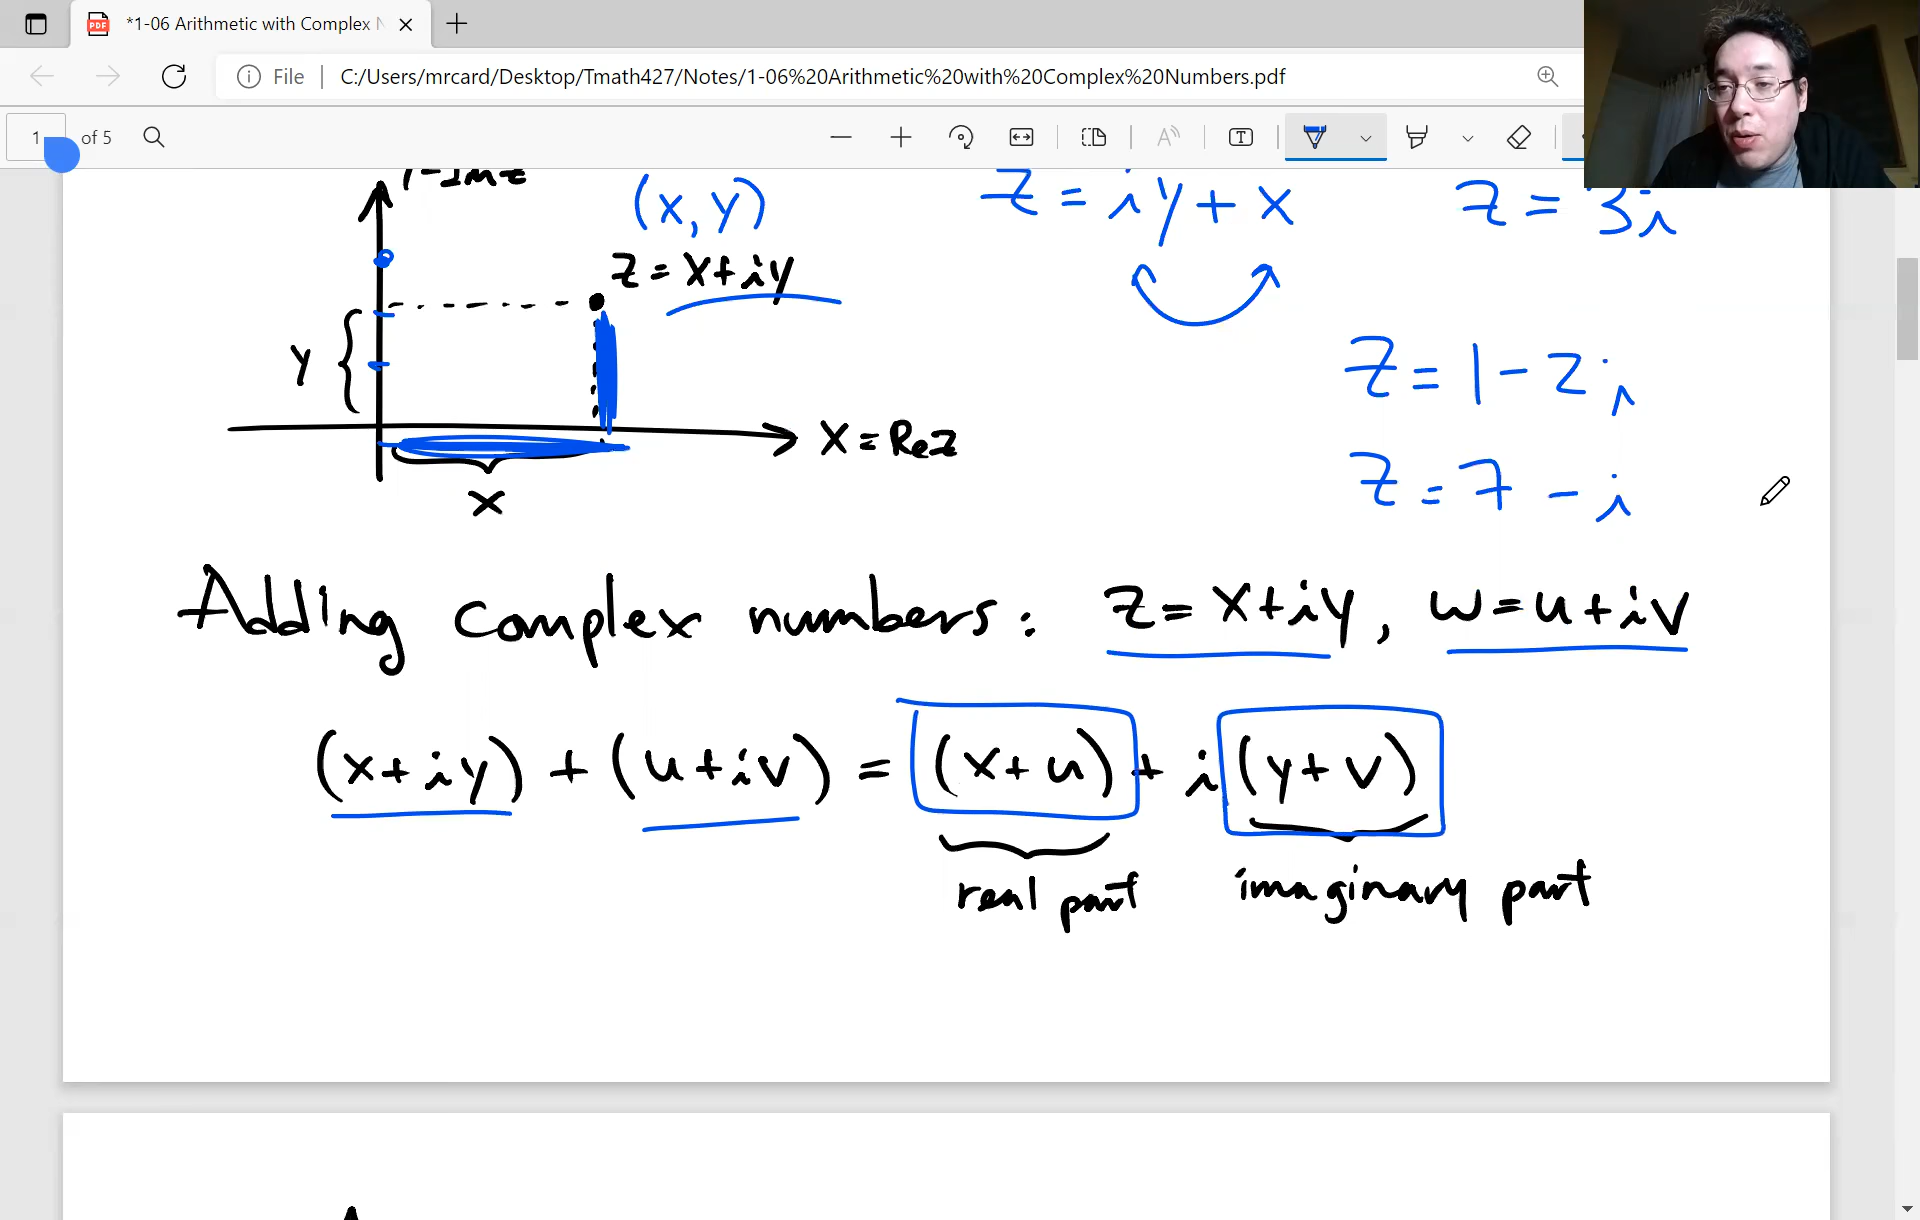 *1-06 Arithmetic with Complex N
File
C:/Users/mrcard/Desktop/Tmath427/Notes/1-06%20Arithmetic%20with%20Complex%20Numbers.pdf
1 of 5
(x, y)
z = iy + x
z = 3i
z = x+iy
y
z = 1 - 2i
x = Re z
z = 7 - i
x
Adding complex numbers: z = x+iy, w = u+iv
(x+iy) + (u+iv) = (x+u) + i(y+v)
real part
imaginary part